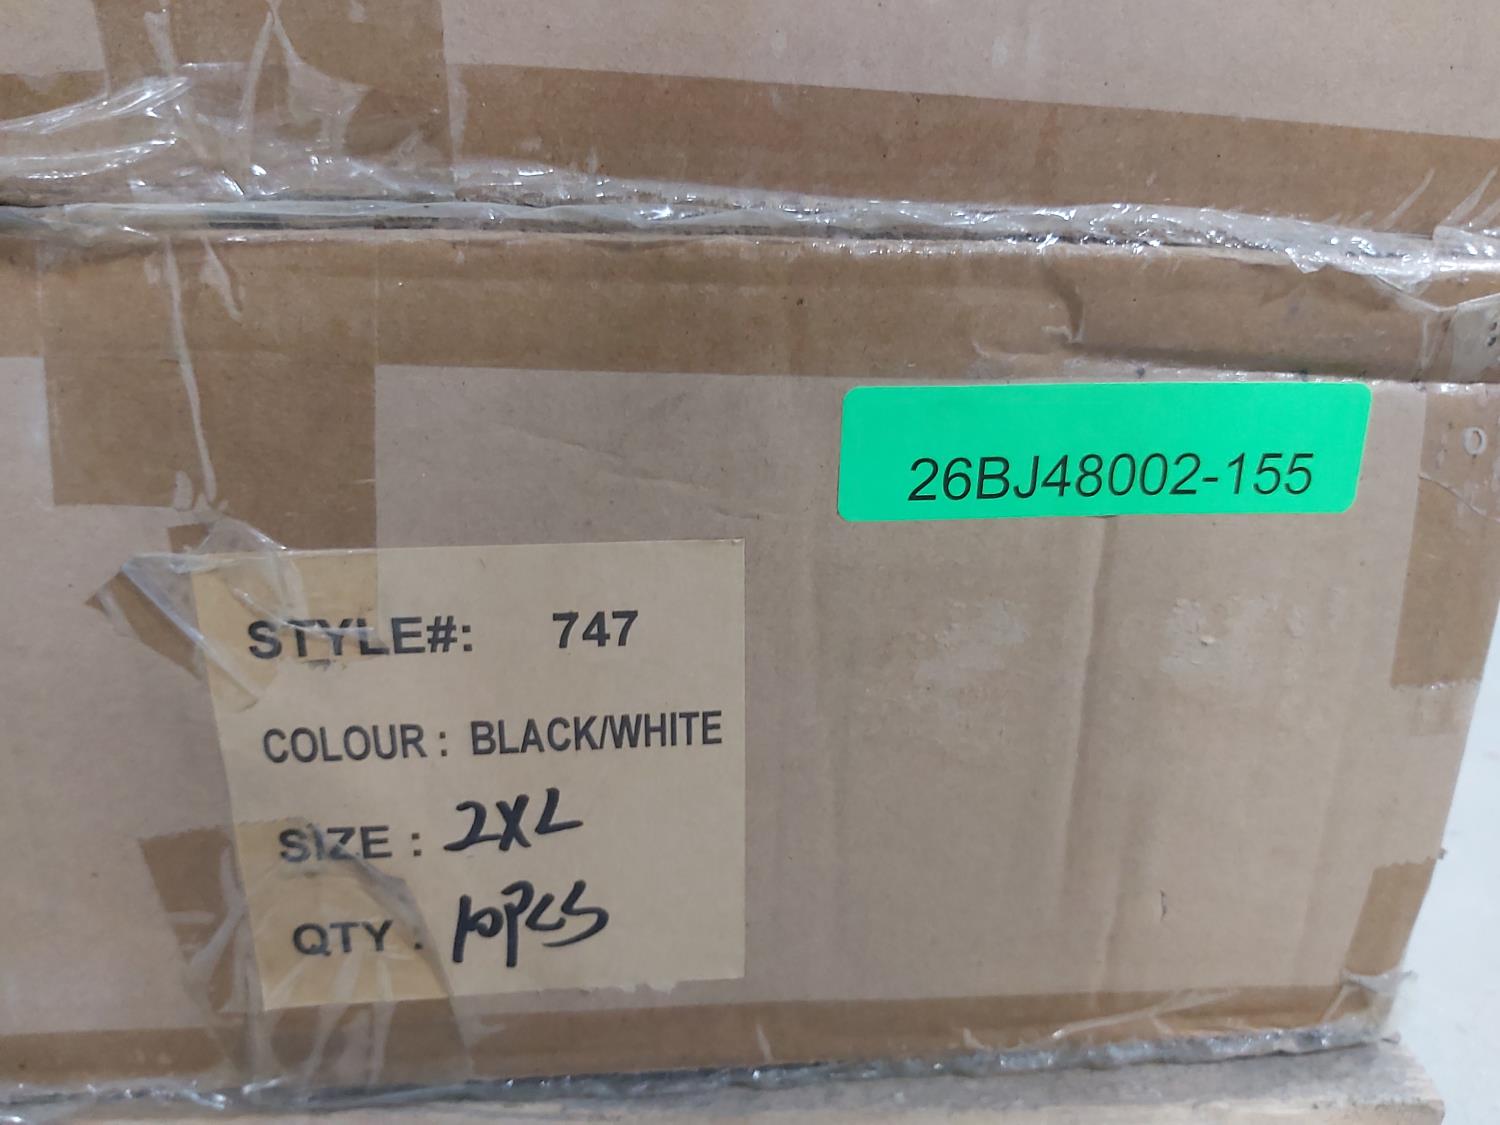 26BJ48002-155
STYLE#: 747
COLOUR : BLACK/WHITE
SIZE : 2XL
QTY : 10PCS